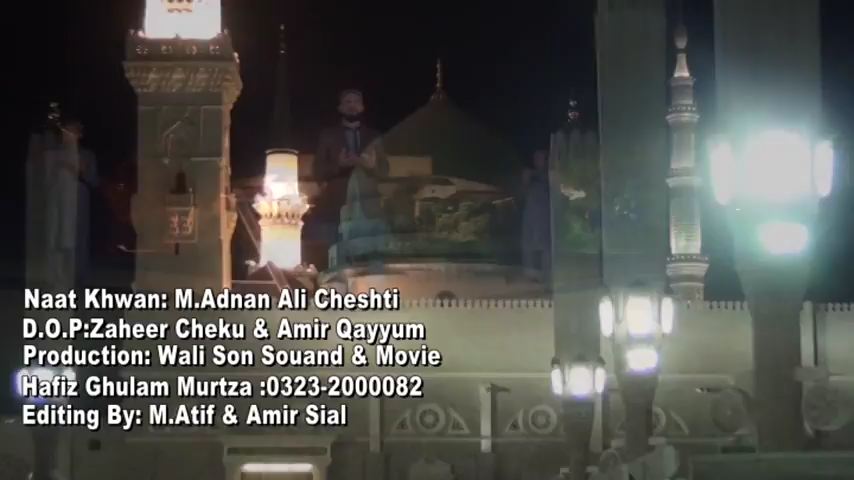 Naat Khwan: M.Adnan Ali Cheshti
D.O.P:Zaheer Cheku & Amir Qayyum
Production: Wali Son Souand & Movie
Hafiz Ghulam Murtza :0323-2000082
Editing By: M.Atif & Amir Sial